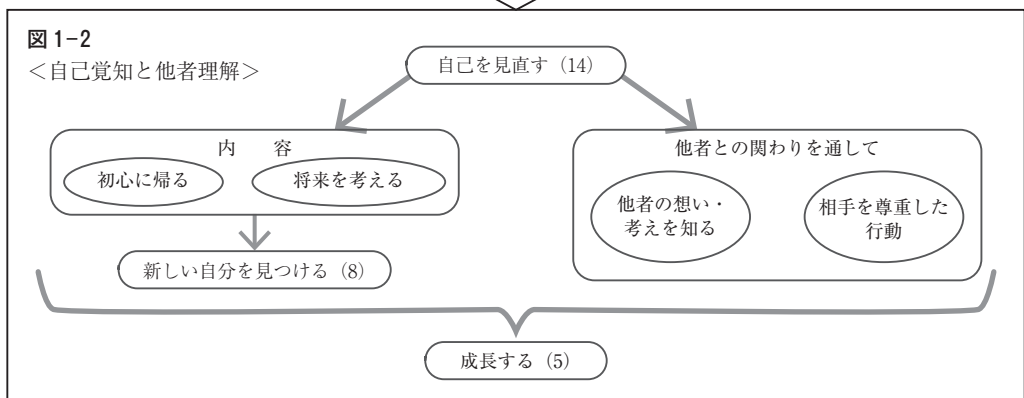 図1-2
＜自己覚知と他者理解＞
自己を見直す（14）
内　　容
初心に帰る
将来を考える
新しい自分を見つける（8）
他者との関わりを通して
他者の想い・
考えを知る
相手を尊重した
行動
成長する（5）